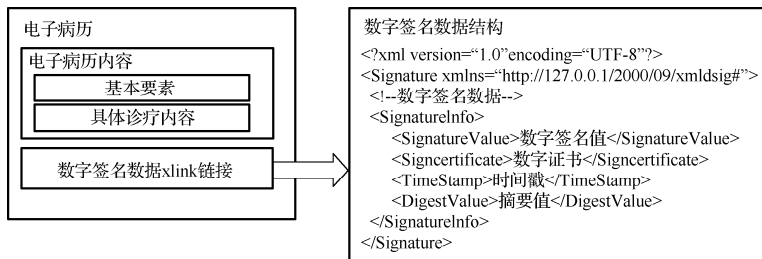 电子病历
电子病历内容
基本要素
具体诊疗内容
数字签名数据xlink链接
数字签名数据结构
<?xml version=“1.0”encoding=“UTF-8”?>
<Signature xmlns=“http://127.0.0.1/2000/09/xmldsig#”>
<!--数字签名数据-->
<SignatureInfo>
<SignatureValue>数字签名值</SignatureValue>
<Signcertificate>数字证书</Signcertificate>
<TimeStamp>时间戳</TimeStamp>
<DigestValue>摘要值</DigestValue>
</SignatureInfo>
</Signature>